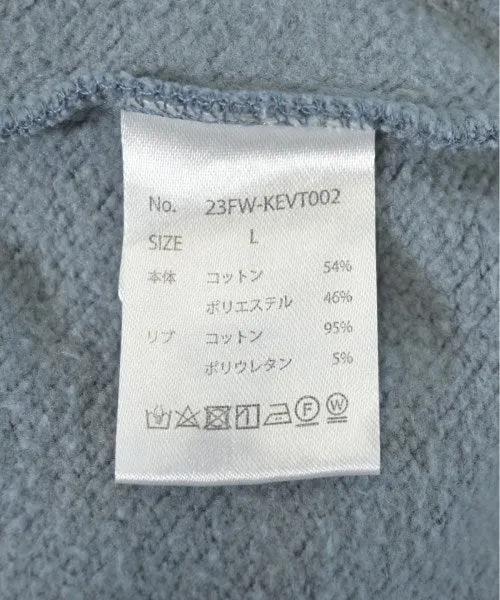 No. 23FW-KEVT002
SIZE L
本体 コットン 54%
ポリエステル 46%
リブ コットン 95%
ポリウレタン 5%
F W